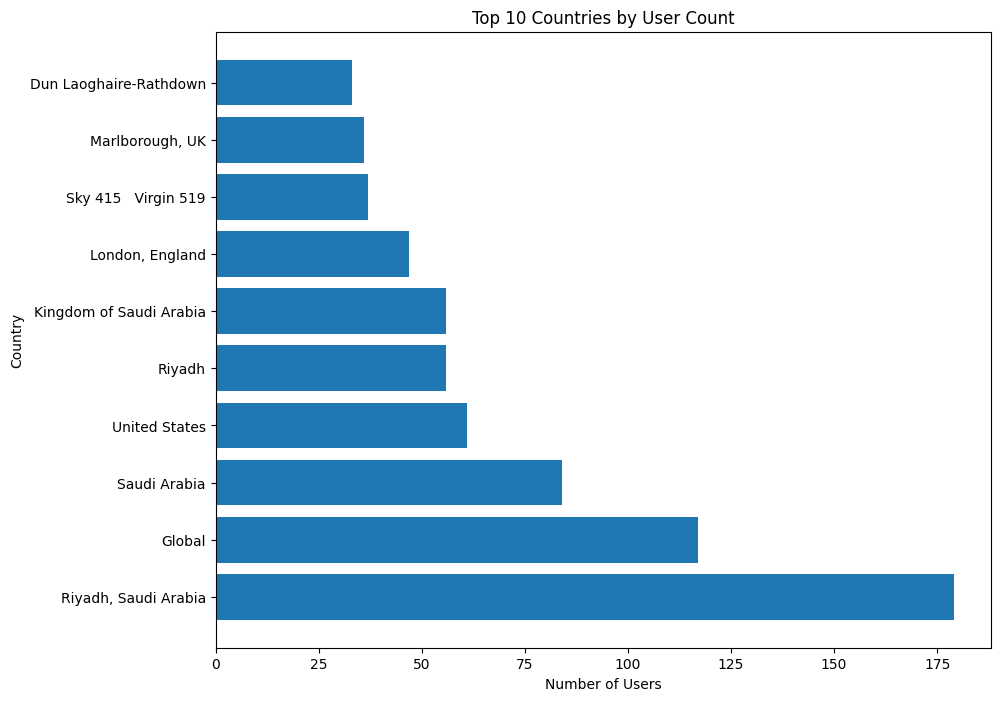 Top 10 Countries by User Count
Country
Dun Laoghaire-Rathdown
Marlborough, UK
Sky 415   Virgin 519
London, England
Kingdom of Saudi Arabia
Riyadh
United States
Saudi Arabia
Global
Riyadh, Saudi Arabia
0 25 50 75 100 125 150 175
Number of Users